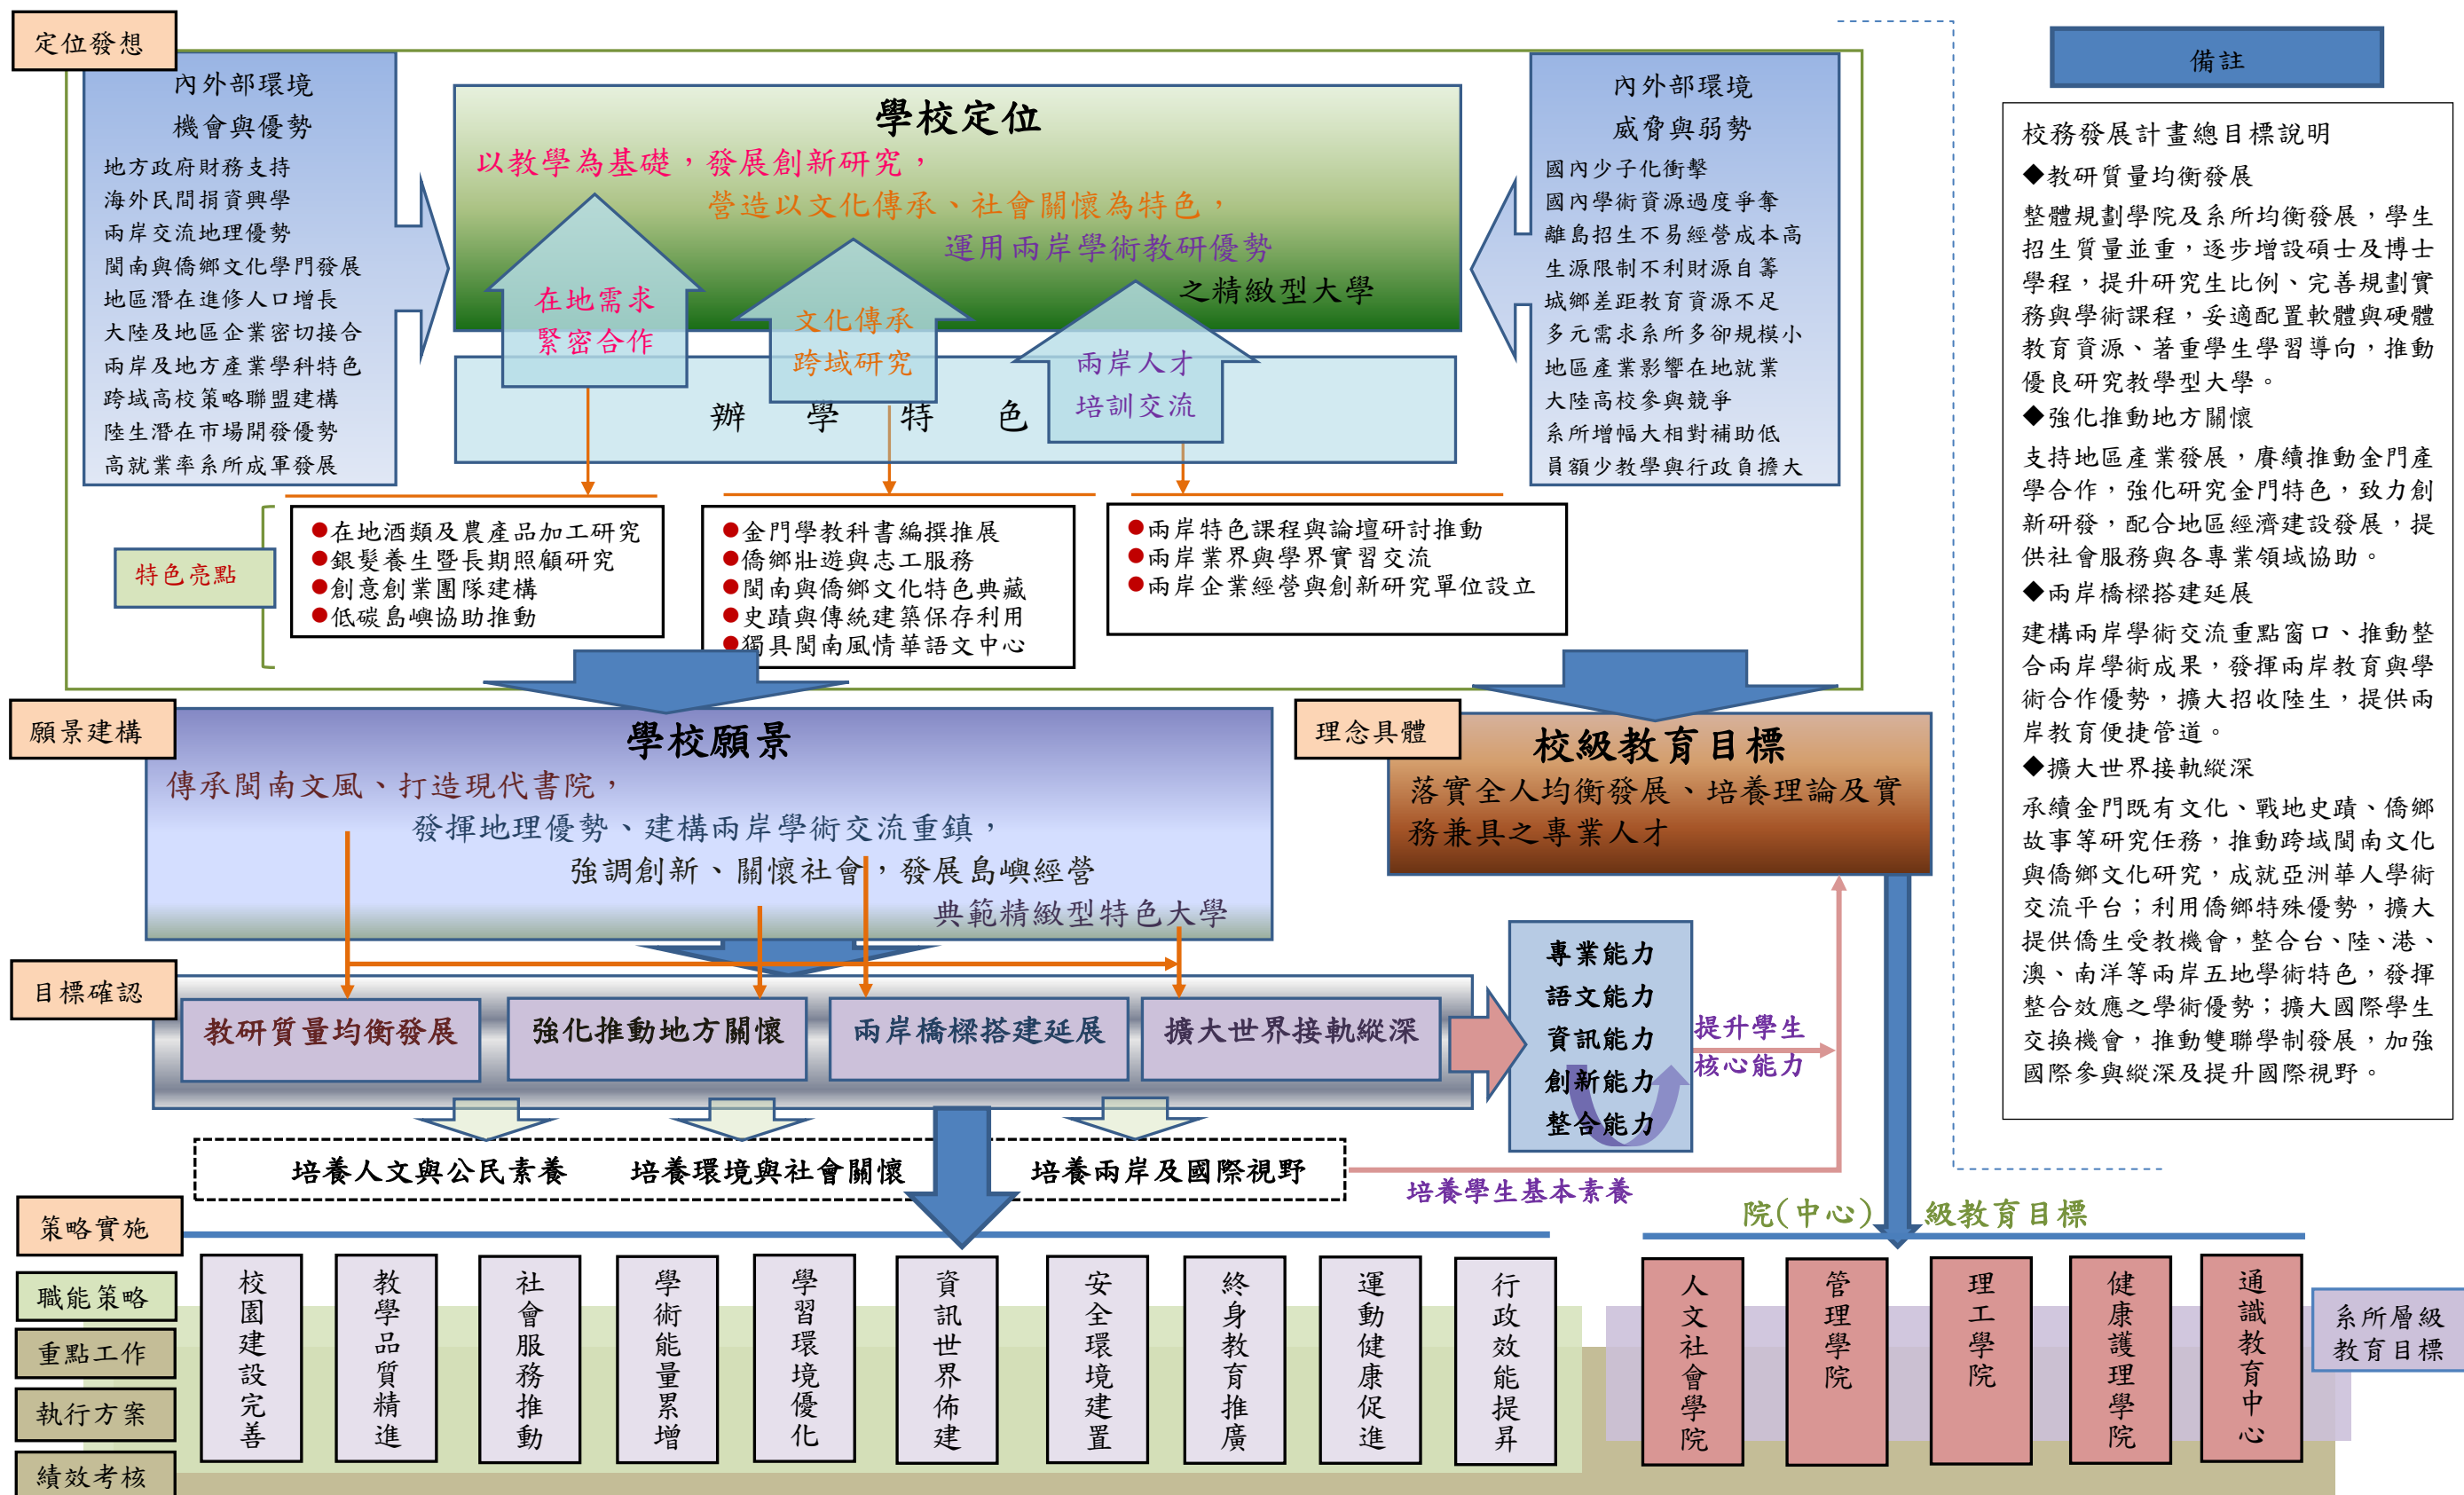 定位發想
內外部環境
機會與優勢
地方政府財務支持
海外民間捐資興學
兩岸交流地理優勢
閩南與僑鄉文化學門發展
地區潛在進修人口增長
大陸及地區企業密切接合
兩岸及地方產業學科特色
跨域高校策略聯盟建構
陸生潛在市場開發優勢
高就業率系所成軍發展
學校定位
以教學為基礎，發展創新研究，
營造以文化傳承、社會關懷為特色，
運用兩岸學術教研優勢
之精緻型大學
在地需求
緊密合作
文化傳承
跨域研究
兩岸人才
培訓交流
辦 學 特 色
內外部環境
威脅與弱勢
國內少子化衝擊
國內學術資源過度爭奪
離島招生不易經營成本高
生源限制不利財源自籌
城鄉差距教育資源不足
多元需求系所多卻規模小
地區產業影響在地就業
大陸高校參與競爭
系所增幅大相對補助低
員額少教學與行政負擔大
特色亮點
●在地酒類及農產品加工研究
●銀髮養生暨長期照顧研究
●創意創業團隊建構
●低碳島嶼協助推動
●金門學教科書編撰推展
●僑鄉壯遊與志工服務
●閩南與僑鄉文化特色典藏
●史蹟與傳統建築保存利用
●獨具閩南風情華語文中心
●兩岸特色課程與論壇研討推動
●兩岸業界與學界實習交流
●兩岸企業經營與創新研究單位設立
願景建構
學校願景
傳承閩南文風、打造現代書院，
發揮地理優勢、建構兩岸學術交流重鎮，
強調創新、關懷社會，發展島嶼經營
典範精緻型特色大學
理念具體
校級教育目標
落實全人均衡發展、培養理論及實
務兼具之專業人才
目標確認
教研質量均衡發展
強化推動地方關懷
兩岸橋樑搭建延展
擴大世界接軌縱深
專業能力
語文能力
資訊能力
創新能力
整合能力
提升學生
核心能力
培養人文與公民素養
培養環境與社會關懷
培養兩岸及國際視野
培養學生基本素養
策略實施
院(中心) 級教育目標
職能策略
重點工作
執行方案
績效考核
校園建設完善
教學品質精進
社會服務推動
學術能量累增
學習環境優化
資訊世界佈建
安全環境建置
終身教育推廣
運動健康促進
行政效能提昇
人文社會學院
管理學院
理工學院
健康護理學院
通識教育中心
系所層級
教育目標
備註
校務發展計畫總目標說明
◆教研質量均衡發展
整體規劃學院及系所均衡發展，學生
招生質量並重，逐步增設碩士及博士
學程，提升研究生比例、完善規劃實
務與學術課程，妥適配置軟體與硬體
教育資源、著重學生學習導向，推動
優良研究教學型大學。
◆強化推動地方關懷
支持地區產業發展，賡續推動金門產
學合作，強化研究金門特色，致力創
新研發，配合地區經濟建設發展，提
供社會服務與各專業領域協助。
◆兩岸橋樑搭建延展
建構兩岸學術交流重點窗口、推動整
合兩岸學術成果，發揮兩岸教育與學
術合作優勢，擴大招收陸生，提供兩
岸教育便捷管道。
◆擴大世界接軌縱深
承續金門既有文化、戰地史蹟、僑鄉
故事等研究任務，推動跨域閩南文化
與僑鄉文化研究，成就亞洲華人學術
交流平台；利用僑鄉特殊優勢，擴大
提供僑生受教機會，整合台、陸、港、
澳、南洋等兩岸五地學術特色，發揮
整合效應之學術優勢；擴大國際學生
交換機會，推動雙聯學制發展，加強
國際參與縱深及提升國際視野。